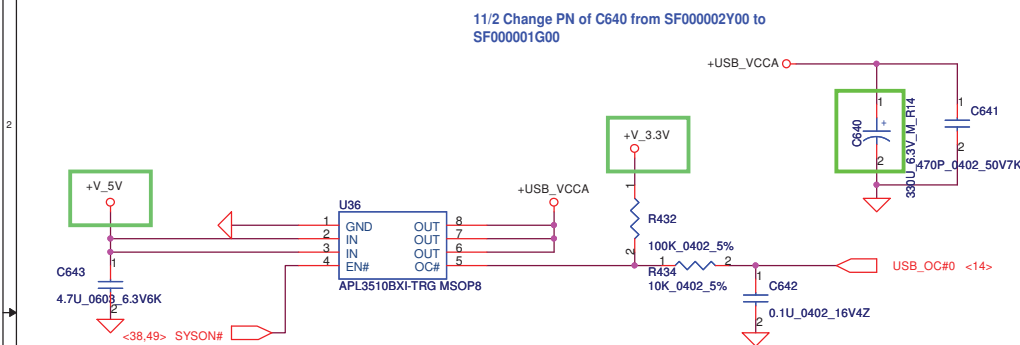 11/2 Change PN of C640 from SF000002Y00 to
SF000001G00
+USB_VCCA
2
1
C640
+
2
330U_6.3V_M_R14
1
C641
2
470P_0402_50V7K
+V_3.3V
1
R432
2
100K_0402_5%
+V_5V
+USB_VCCA
U36
1 GND OUT 8
2 IN OUT 7
3 IN OUT 6
4 EN# OC# 5
APL3510BXI-TRG MSOP8
1 R434 2
10K_0402_5%
USB_OC#0 <14>
C643
1
4.7U_0603_6.3V6K
2
1
C642
0.1U_0402_16V4Z
2
<38,49> SYSON#